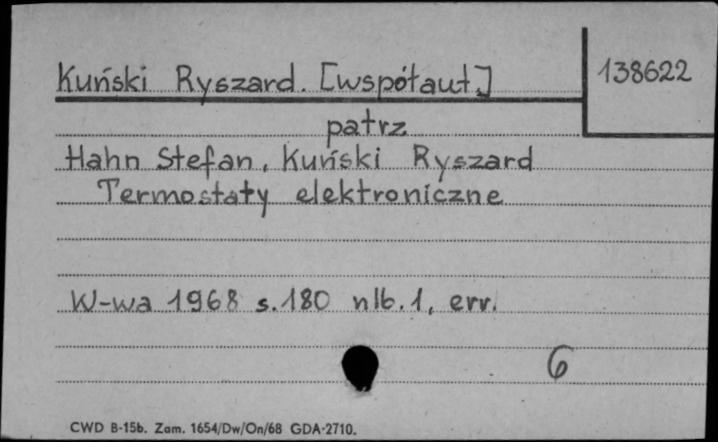 Kuński Ryszard. [współaut.]
138622
patrz
Hahn Stefan, Kuński Ryszard
Termostaty elektroniczne
W-wa 1968 s. 180 nlb. 1, err.
6
CWD B-15b. Zam. 1654/Dw/On/68 GDA-2710.